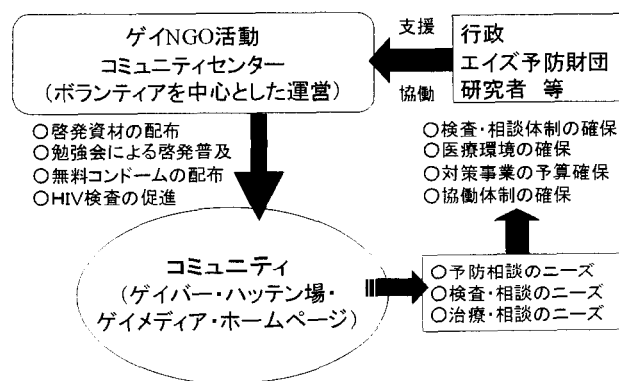 ゲイNGO活動
コミュニティセンター
(ボランティアを中心とした運営)
支援
協働
行政
エイズ予防財団
研究者 等
○啓発資材の配布
○勉強会による啓発普及
○無料コンドームの配布
○HIV検査の促進
○検査・相談体制の確保
○医療環境の確保
○対策事業の予算確保
○協働体制の確保
コミュニティ
(ゲイバー・ハッテン場・
ゲイメディア・ホームページ)
○予防相談のニーズ
○検査・相談のニーズ
○治療・相談のニーズ